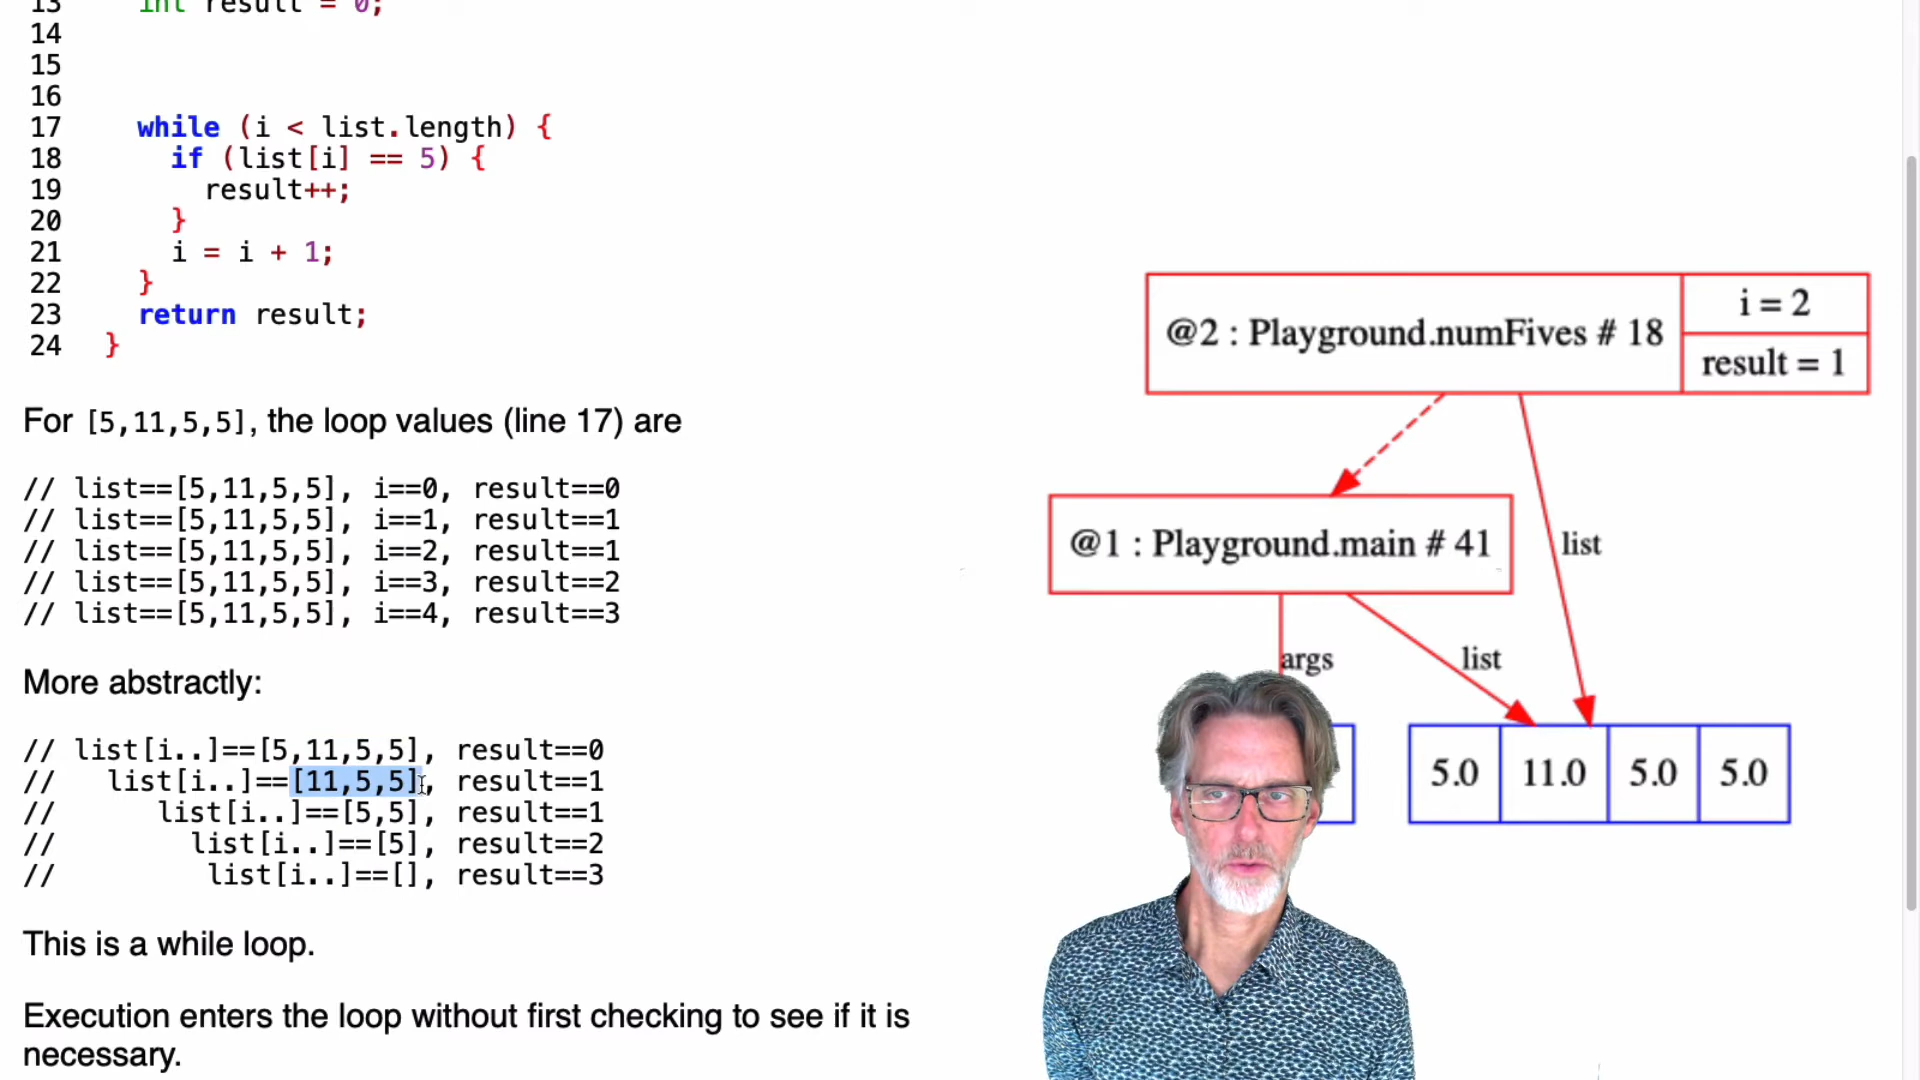 13 int result = 0;
14
15
16
17 while (i < list.length) {
18 if (list[i] == 5) {
19 result++;
20 }
21 i = i + 1;
22 }
23 return result;
24 }
For [5,11,5,5], the loop values (line 17) are
// list==[5,11,5,5], i==0, result==0
// list==[5,11,5,5], i==1, result==1
// list==[5,11,5,5], i==2, result==1
// list==[5,11,5,5], i==3, result==2
// list==[5,11,5,5], i==4, result==3
More abstractly:
// list[i..]==[5,11,5,5], result==0
// list[i..]==[11,5,5], result==1
// list[i..]==[5,5], result==1
// list[i..]==[5], result==2
// list[i..]==[], result==3
This is a while loop.
Execution enters the loop without first checking to see if it is
necessary.
@2 : Playground.numFives # 18
i = 2
result = 1
@1 : Playground.main # 41
list
args
list
5.0 11.0 5.0 5.0